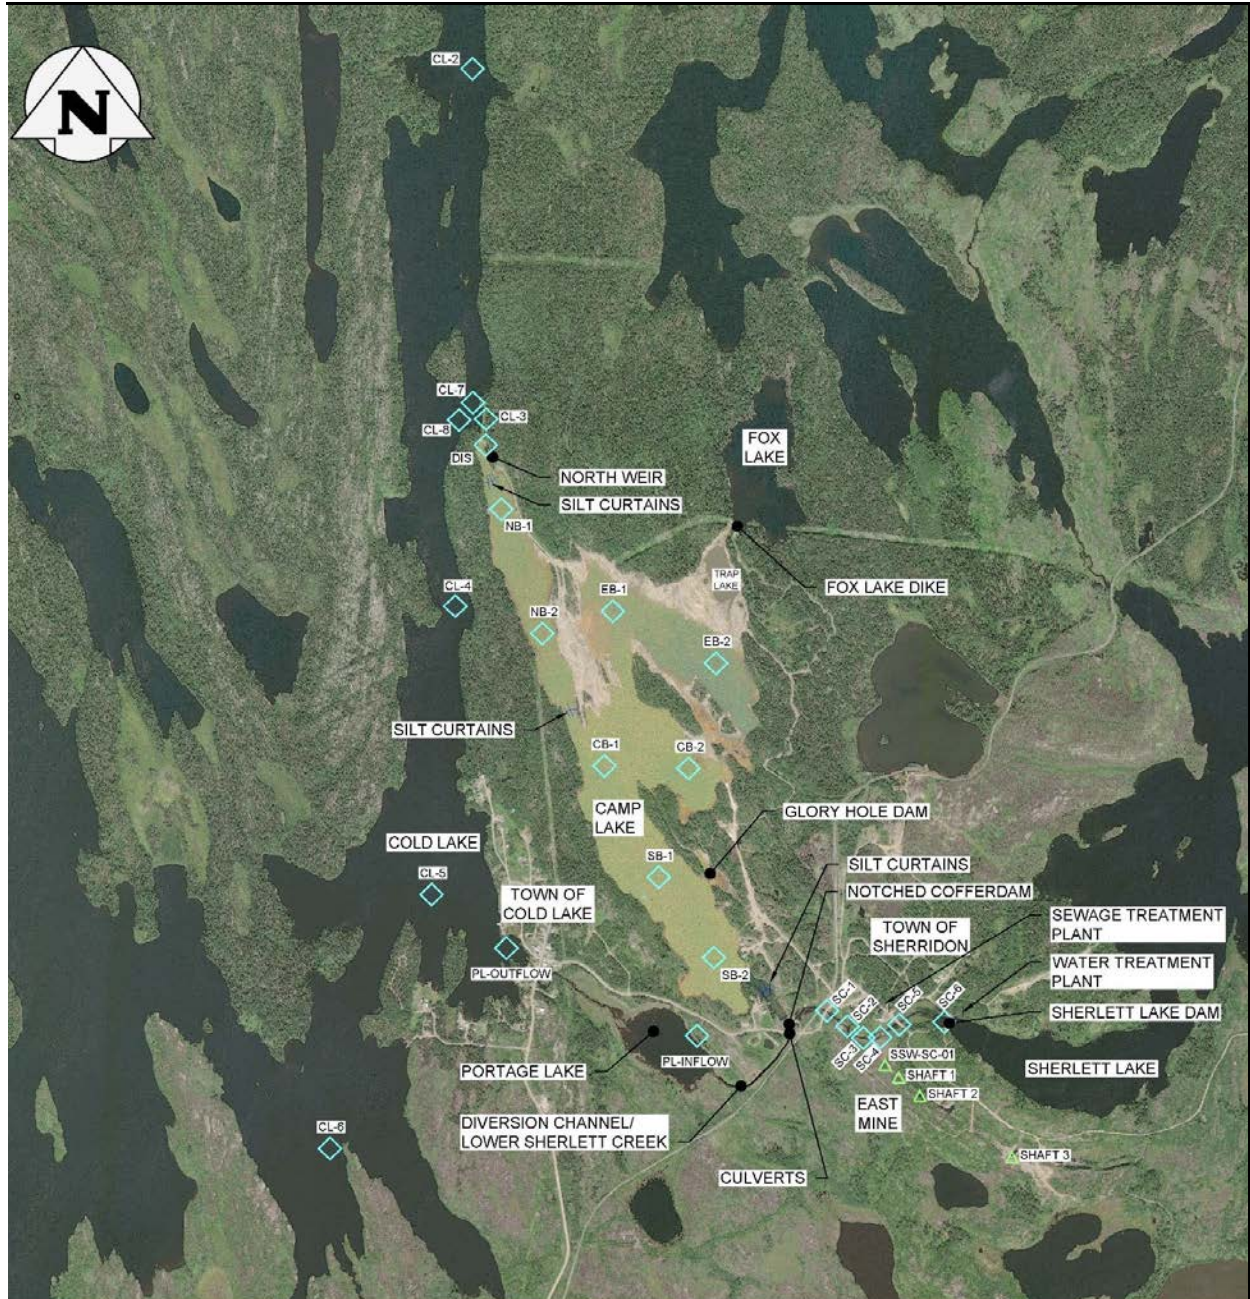 CL-2
N
CL-7
CL-3
CL-8
DIS
FOX
LAKE
NORTH WEIR
SILT CURTAINS
NB-1
TRAP
LAKE
FOX LAKE DIKE
CL-4
EB-1
NB-2
EB-2
SILT CURTAINS
CB-1
CB-2
CAMP
LAKE
GLORY HOLE DAM
COLD LAKE
SB-1
SILT CURTAINS
CL-5
TOWN OF
COLD LAKE
NOTCHED COFFERDAM
TOWN OF
SHERRIDON
SEWAGE TREATMENT
PLANT
PL-OUTFLOW
SB-2
WATER TREATMENT
PLANT
SC-1
SC-2
SC-5
SC-6
SHERLETT LAKE DAM
SC-3
SC-4
PL-INFLOW
SSW-SC-01
PORTAGE LAKE
SHAFT 1
SHERLETT LAKE
SHAFT 2
EAST
MINE
DIVERSION CHANNEL/
LOWER SHERLETT CREEK
CL-6
SHAFT 3
CULVERTS